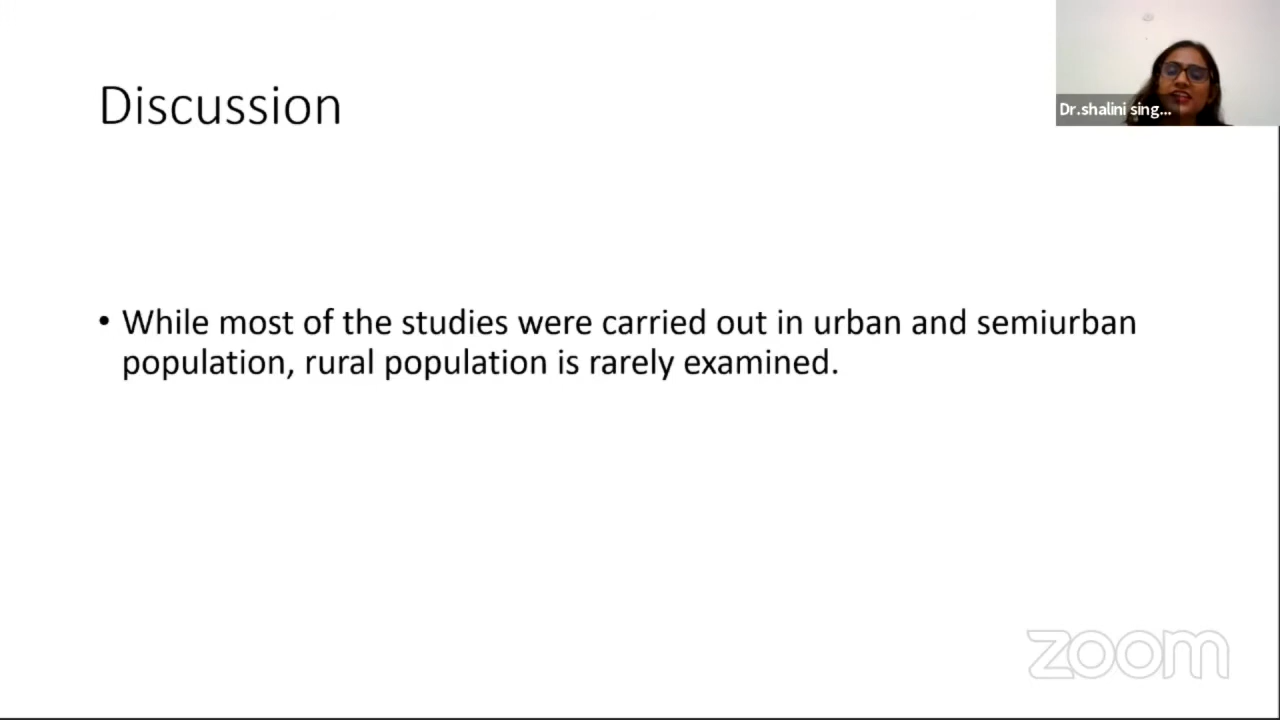 Discussion
Dr.shalini sing...
• While most of the studies were carried out in urban and semiurban
population, rural population is rarely examined.
zoom